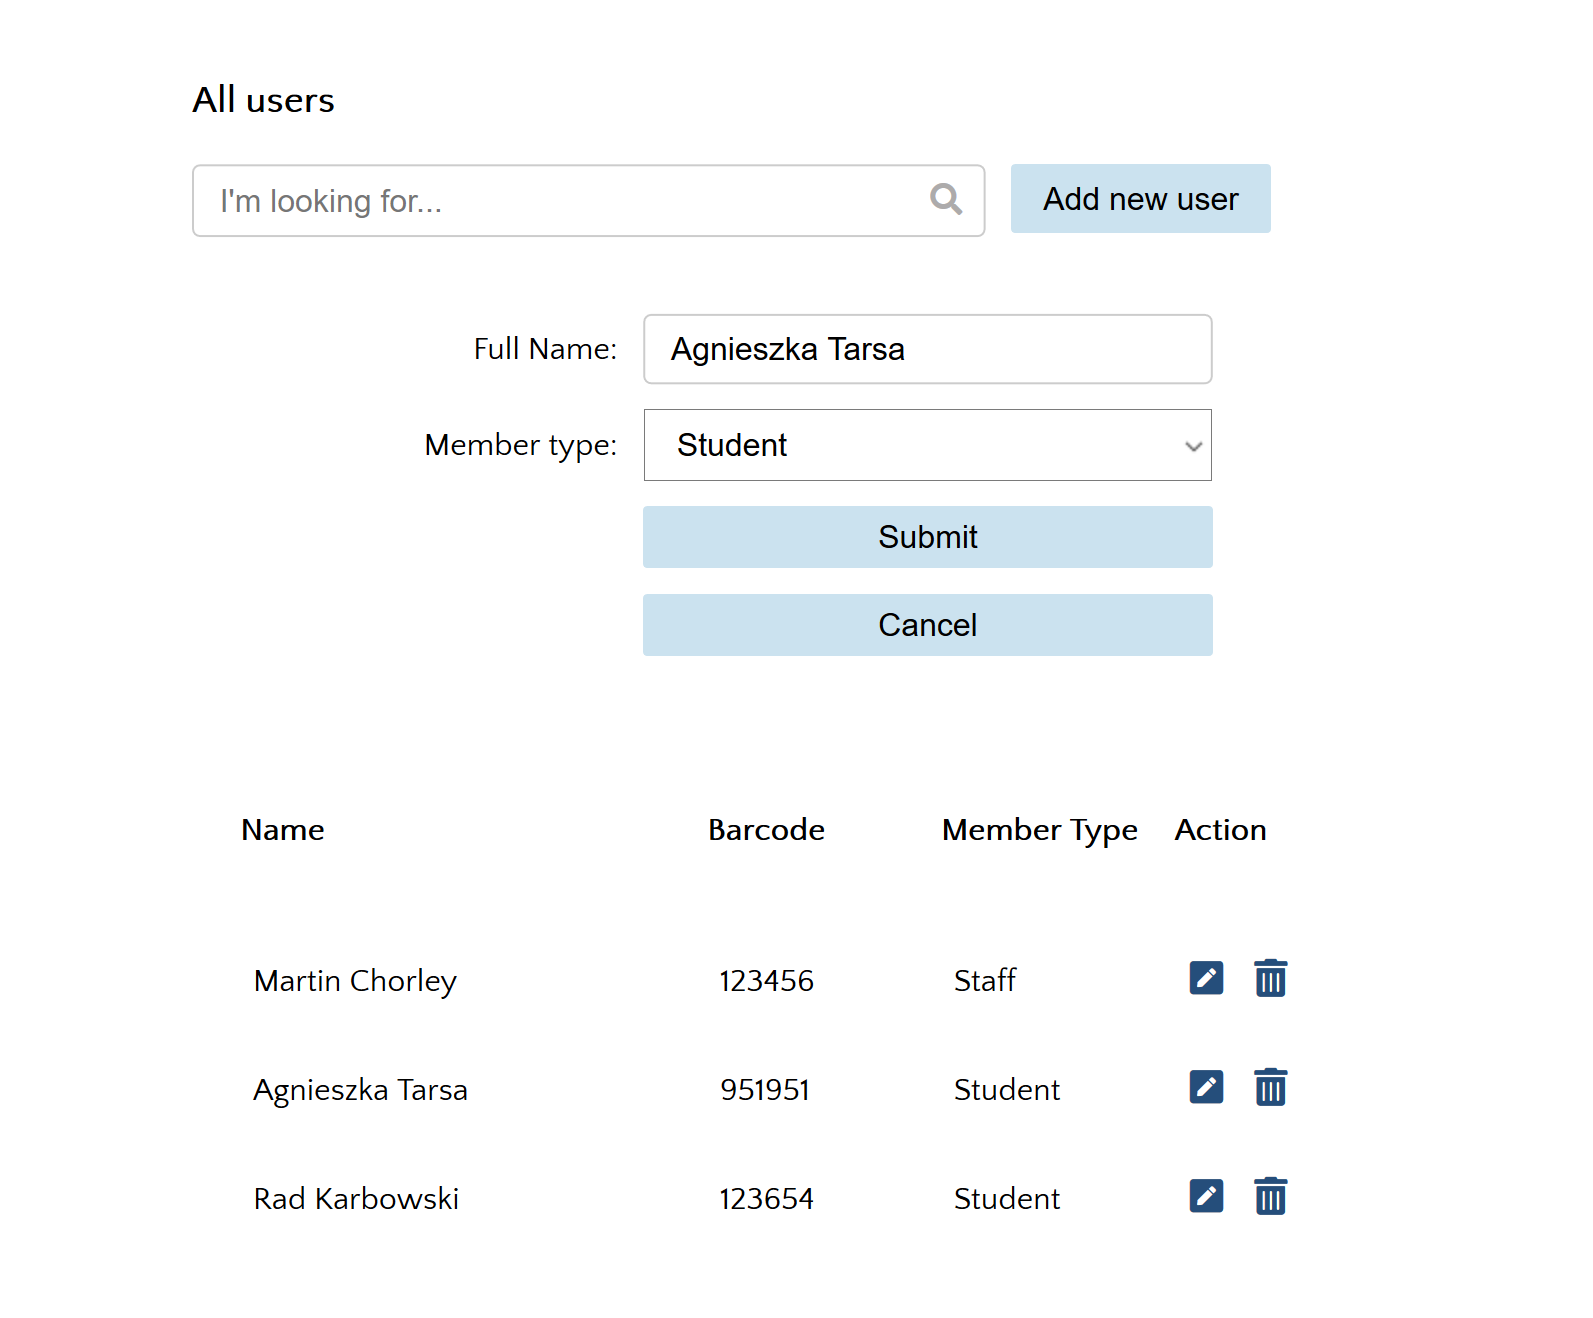 All users
I'm looking for...
Add new user
Full Name: Agnieszka Tarsa
Member type: Student
Submit
Cancel
Name Barcode Member Type Action
Martin Chorley 123456 Staff
Agnieszka Tarsa 951951 Student
Rad Karbowski 123654 Student